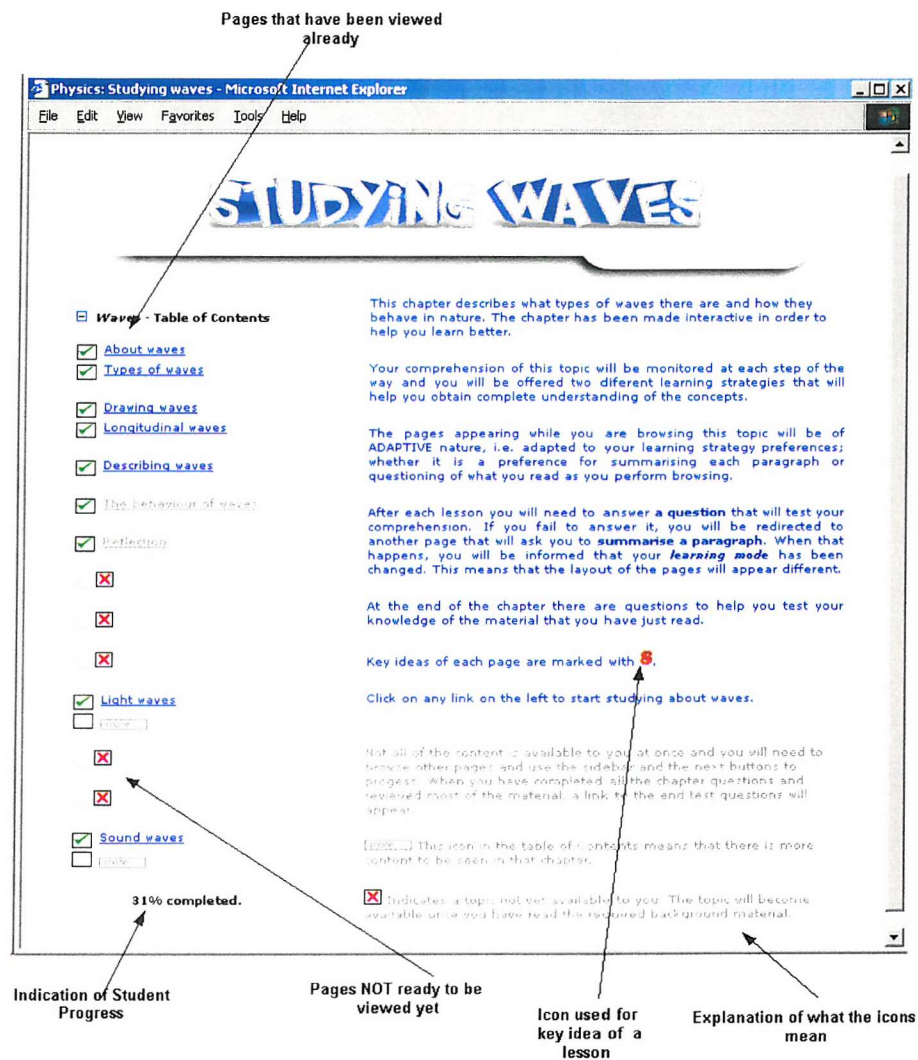 Pages that have been viewed
already
Physics: Studying waves - Microsoft Internet Explorer
File Edit View Favorites Tools Help
STUDYiNG WAVES
Waves - Table of Contents
About waves
Types of waves
Drawing waves
Longitudinal waves
Describing waves
The behaviour of waves
Reflection
Light waves
more...
Sound waves
more...
31% completed.
This chapter describes what types of waves there are and how they
behave in nature. The chapter has been made interactive in order to
help you learn better.
Your comprehension of this topic will be monitored at each step of the
way and you will be offered two diferent learning strategies that will
help you obtain complete understanding of the concepts.
The pages appearing while you are browsing this topic will be of
ADAPTIVE nature, i.e. adapted to your learning strategy preferences;
whether it is a preference for summarising each paragraph or
questioning of what you read as you perform browsing.
After each lesson you will need to answer a question that will test your
comprehension. If you fail to answer it, you will be redirected to
another page that will ask you to summarise a paragraph. When that
happens, you will be informed that your learning mode has been
changed. This means that the layout of the pages will appear different.
At the end of the chapter there are questions to help you test your
knowledge of the material that you have just read.
Key ideas of each page are marked with 8.
Click on any link on the left to start studying about waves.
Not all of the content is available to you at once and you will need to
browse other pages and use the sidebar and the next buttons to
progess. When you have completed all the chapter questions and
reviewed most of the material, a link to the end test questions will
appear.
more... This icon in the table of contents means that there is more
content to be seen in that chapter.
Indicates a topic not yet available to you. The topic will become
available once you have read the required background material.
Indication of Student
Progress
Pages NOT ready to be
viewed yet
Icon used for
key idea of a
lesson
Explanation of what the icons
mean